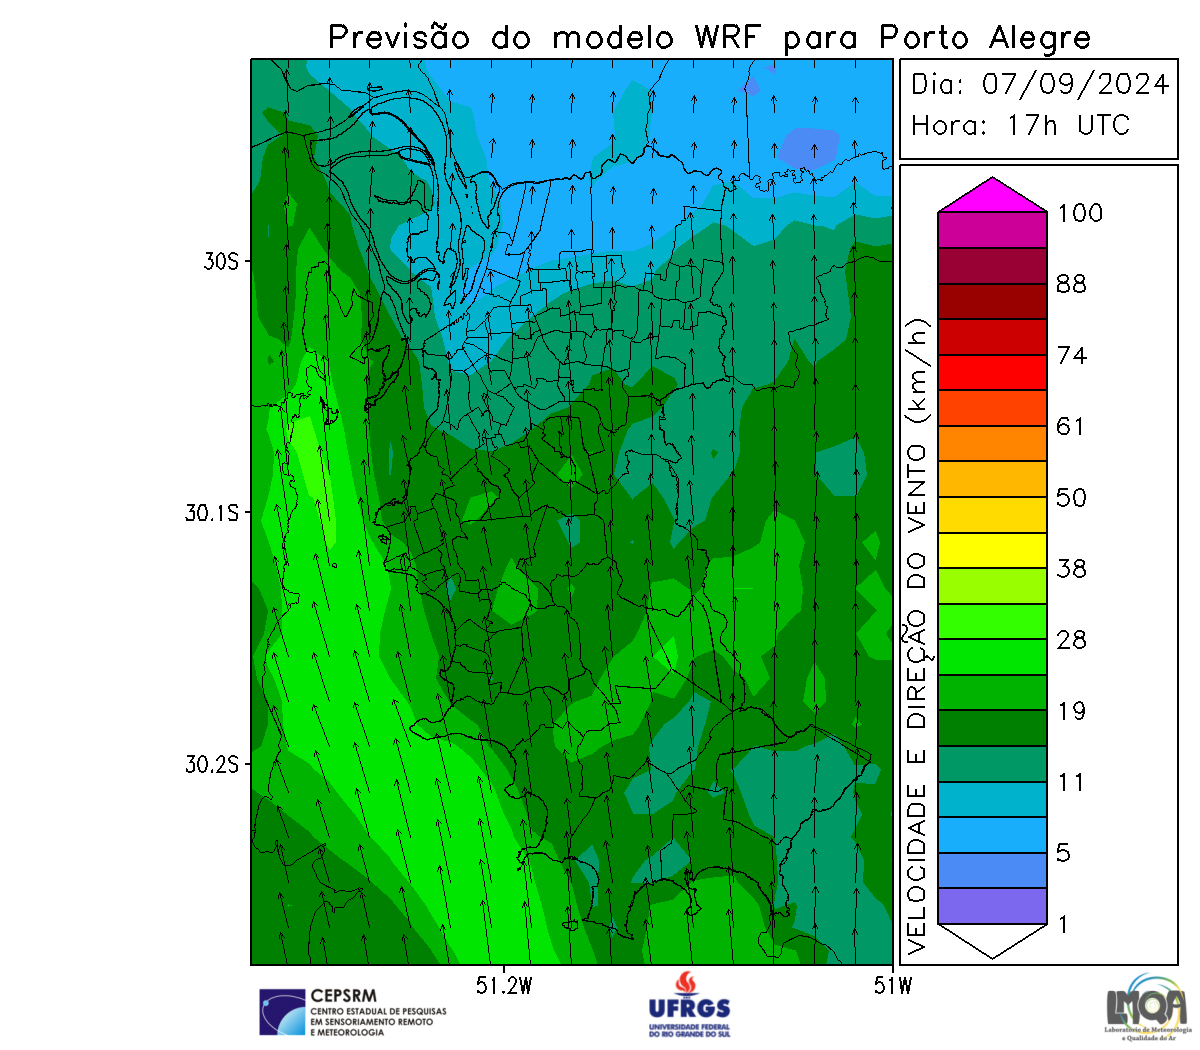 Previsão do modelo WRF para Porto Alegre
Dia: 07/09/2024
Hora: 17h UTC
100
88
74
61
50
38
28
19
11
5
1
VELOCIDADE E DIREÇÃO DO VENTO (km/h)
30S
30.1S
30.2S
51.2W
51W
CEPSRM
CENTRO ESTADUAL DE PESQUISAS
EM SENSORIAMENTO REMOTO
E METEOROLOGIA
UFRGS
UNIVERSIDADE FEDERAL
DO RIO GRANDE DO SUL
LMQA
Laboratório de Meteorologia
e Qualidade do Ar